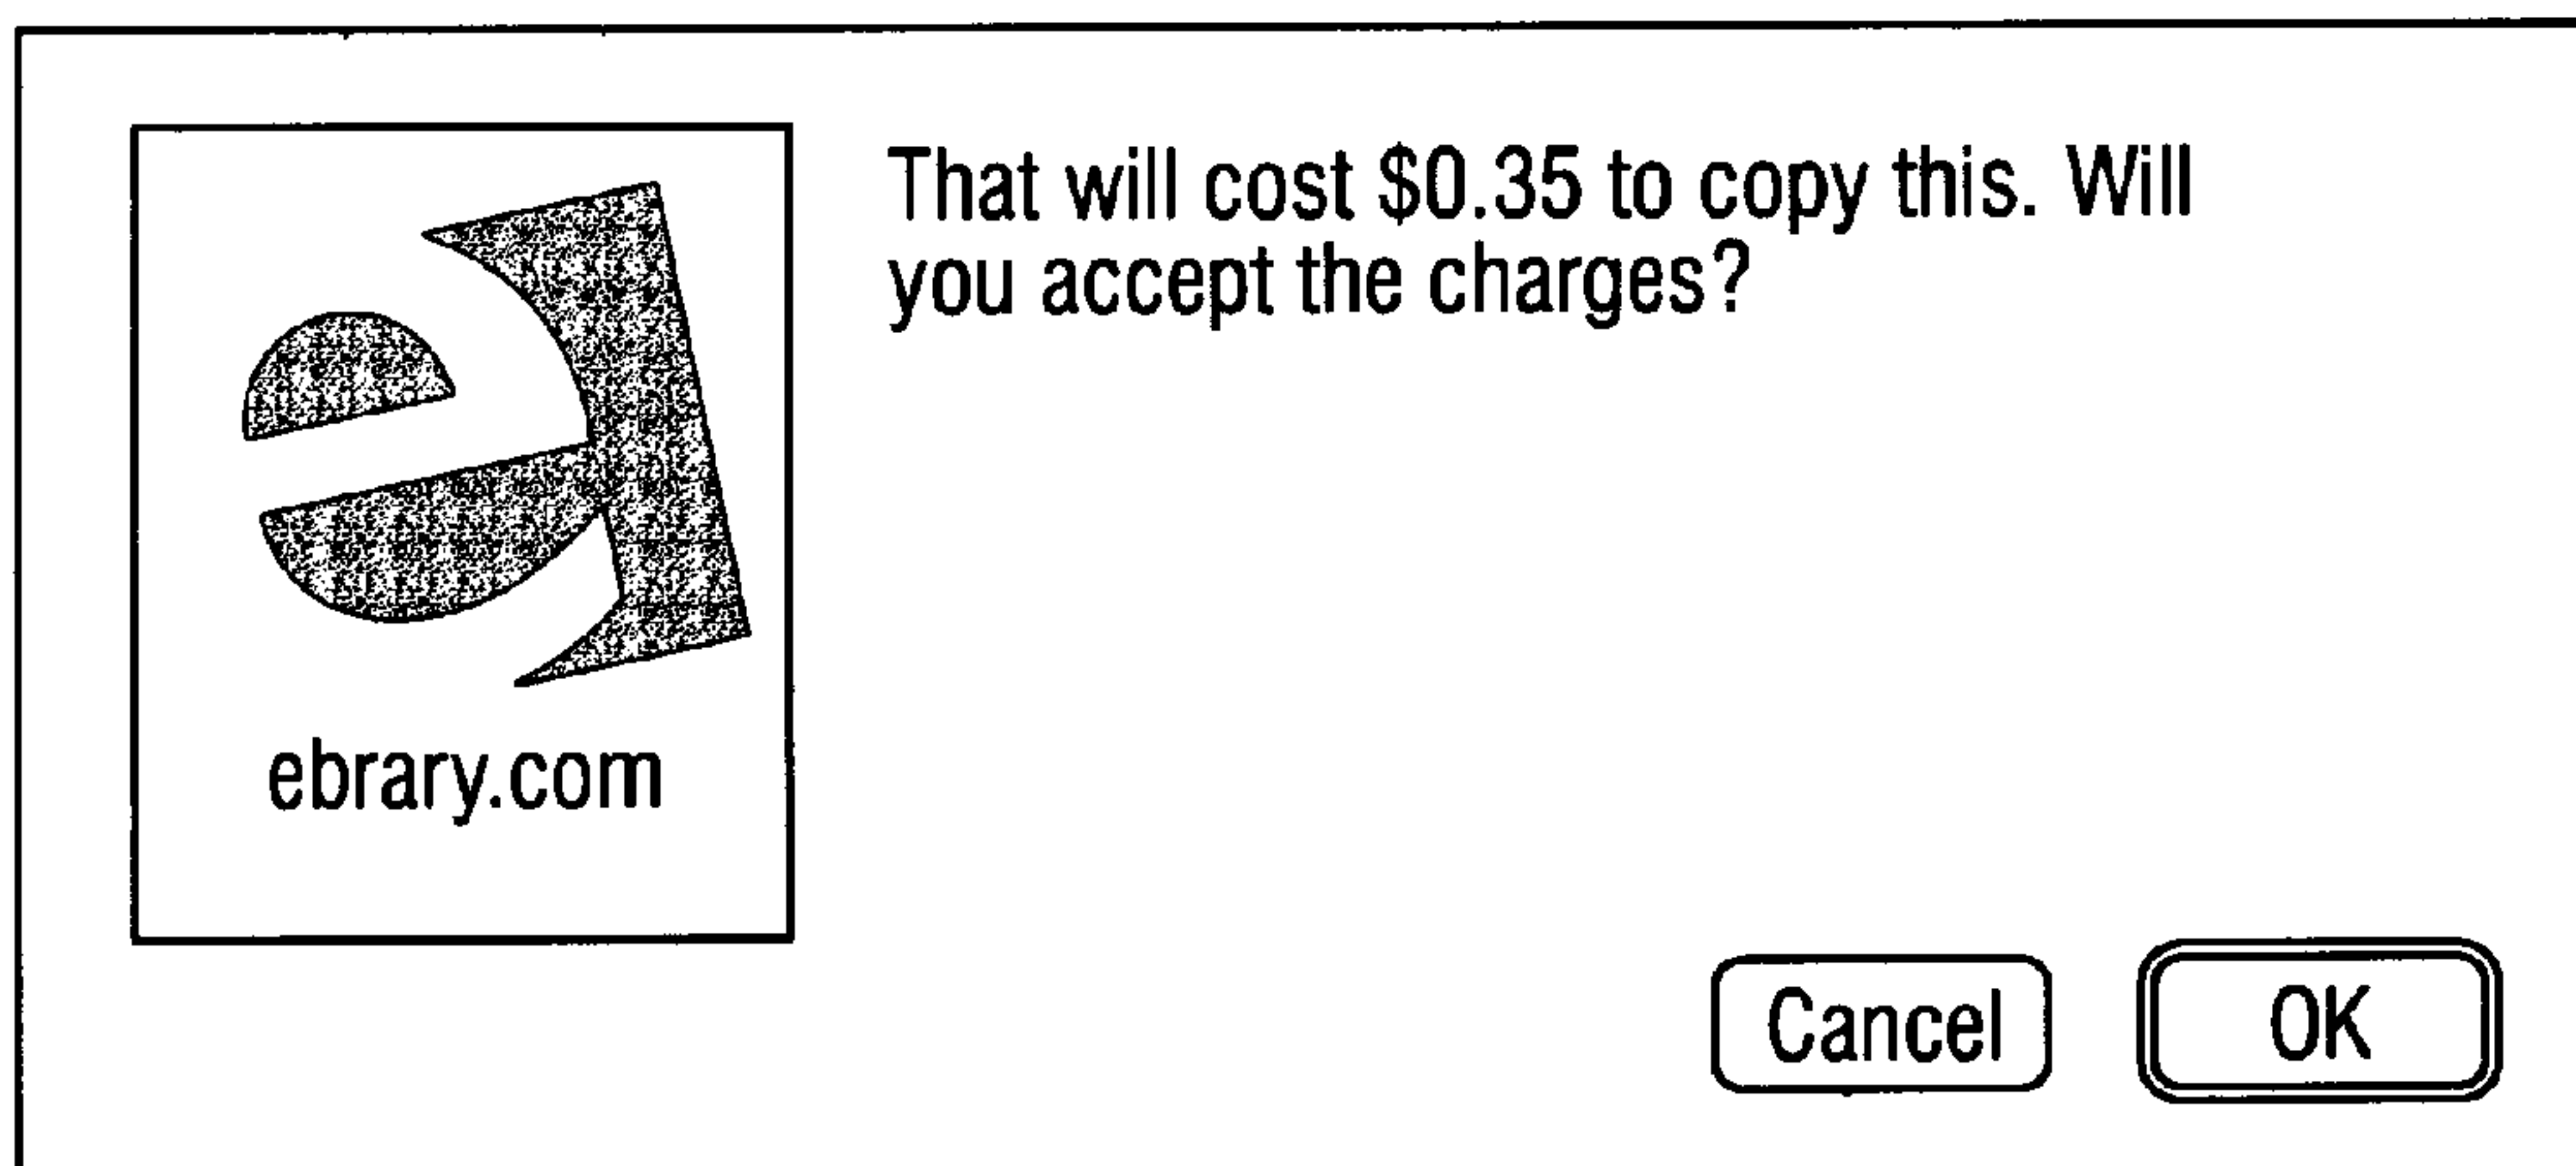 That will cost $0.35 to copy this. Will
you accept the charges?
ebrary.com
Cancel
OK